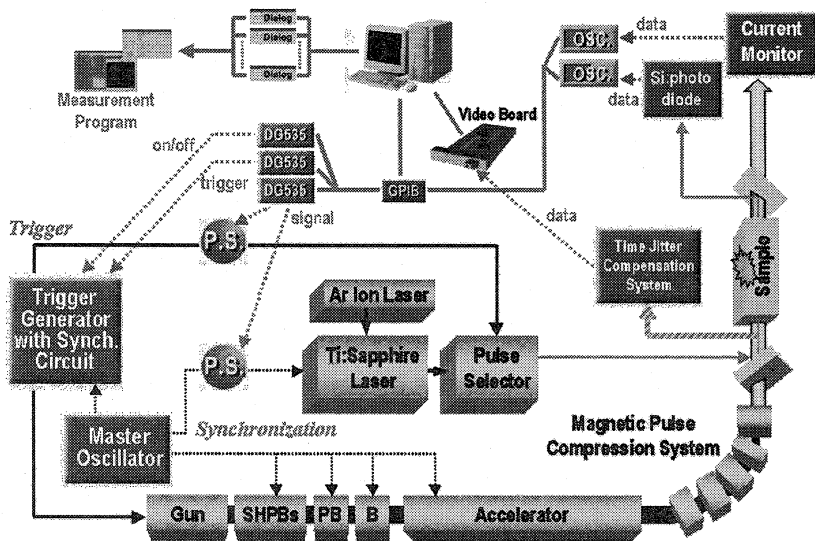 Dialog
Dialog
Dialog
Measurement
Program
OSC.
OSC.
data
data
Current
Monitor
Si photo
diode
Video Board
on/off
DG535
DG535
DG535
trigger
signal
GPIB
data
Trigger
P.S.
Time Jitter
Compensation
System
Sample
Trigger
Generator
with Synch.
Circuit
Ar Ion Laser
P.S.
Ti:Sapphire
Laser
Pulse
Selector
Synchronization
Master
Oscillator
Magnetic Pulse
Compression System
Gun
SHPBs
PB
B
Accelerator